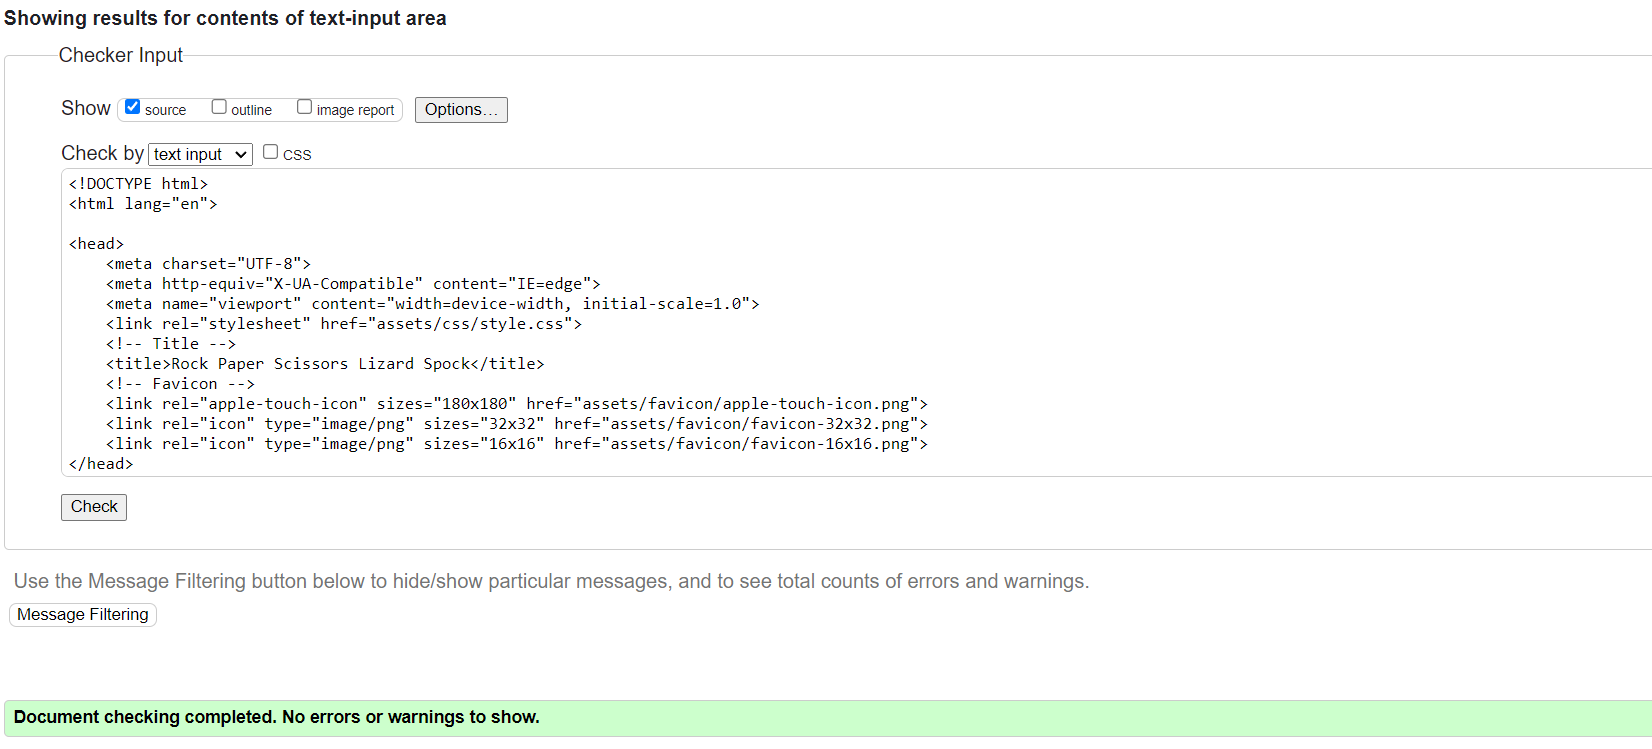 Showing results for contents of text-input area
Checker Input
Show source outline image report Options...
Check by text input CSS
<!DOCTYPE html>
<html lang="en">
<head>
    <meta charset="UTF-8">
    <meta http-equiv="X-UA-Compatible" content="IE=edge">
    <meta name="viewport" content="width=device-width, initial-scale=1.0">
    <link rel="stylesheet" href="assets/css/style.css">
    <!-- Title -->
    <title>Rock Paper Scissors Lizard Spock</title>
    <!-- Favicon -->
    <link rel="apple-touch-icon" sizes="180x180" href="assets/favicon/apple-touch-icon.png">
    <link rel="icon" type="image/png" sizes="32x32" href="assets/favicon/favicon-32x32.png">
    <link rel="icon" type="image/png" sizes="16x16" href="assets/favicon/favicon-16x16.png">
</head>
Check
Use the Message Filtering button below to hide/show particular messages, and to see total counts of errors and warnings.
Message Filtering
Document checking completed. No errors or warnings to show.